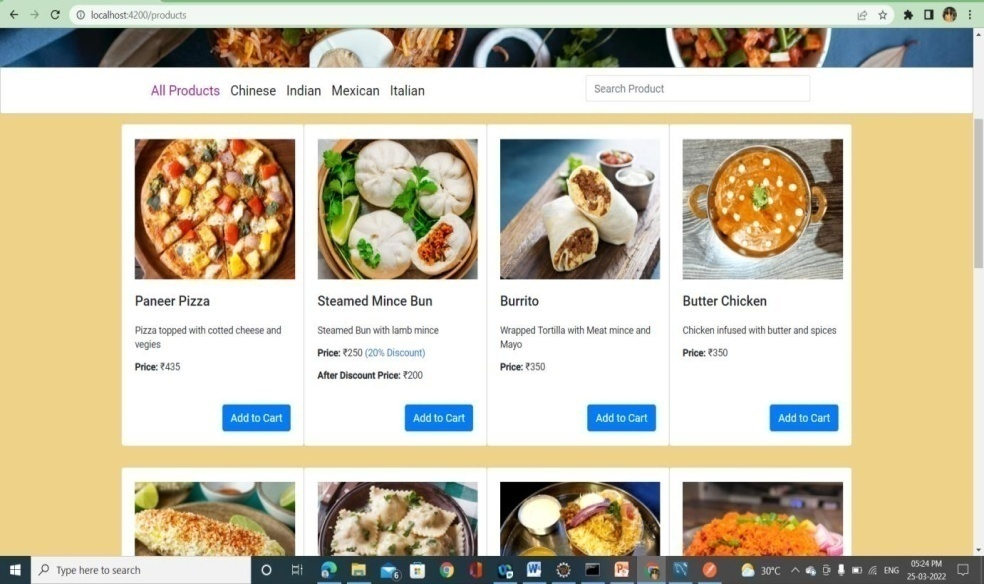 localhost:4200/products
All Products Chinese Indian Mexican Italian Search Product
Paneer Pizza
Pizza topped with cotted cheese and
vegies
Price: ₹435
Add to Cart
Steamed Mince Bun
Steamed Bun with lamb mince
Price: ₹250 (20% Discount)
After Discount Price: ₹200
Add to Cart
Burrito
Wrapped Tortilla with Meat mince and
Mayo
Price: ₹350
Add to Cart
Butter Chicken
Chicken infused with butter and spices
Price: ₹350
Add to Cart
Type here to search
6
30°C
ENG
05:24 PM
25-03-2022